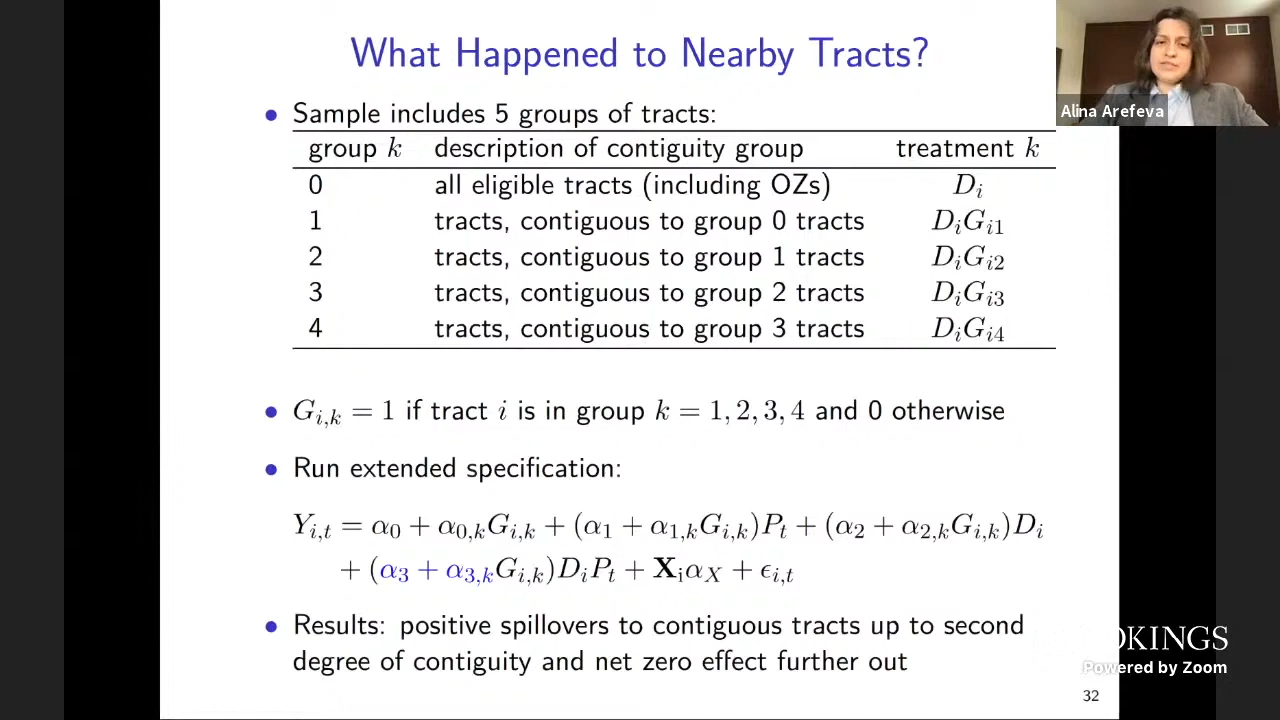 What Happened to Nearby Tracts?
• Sample includes 5 groups of tracts:
group k description of contiguity group treatment k
0 all eligible tracts (including OZs) D_i
1 tracts, contiguous to group 0 tracts D_iG_{i1}
2 tracts, contiguous to group 1 tracts D_iG_{i2}
3 tracts, contiguous to group 2 tracts D_iG_{i3}
4 tracts, contiguous to group 3 tracts D_iG_{i4}
• G_{i,k} = 1 if tract i is in group k = 1, 2, 3, 4 and 0 otherwise
• Run extended specification:
Y_{i,t} = α_0 + α_{0,k}G_{i,k} + (α_1 + α_{1,k}G_{i,k})P_t + (α_2 + α_{2,k}G_{i,k})D_i
+ (α_3 + α_{3,k}G_{i,k})D_iP_t + X_iα_X + ϵ_{i,t}
• Results: positive spillovers to contiguous tracts up to second
degree of contiguity and net zero effect further out
32
Alina Arefeva
OKINGS
Powered by Zoom